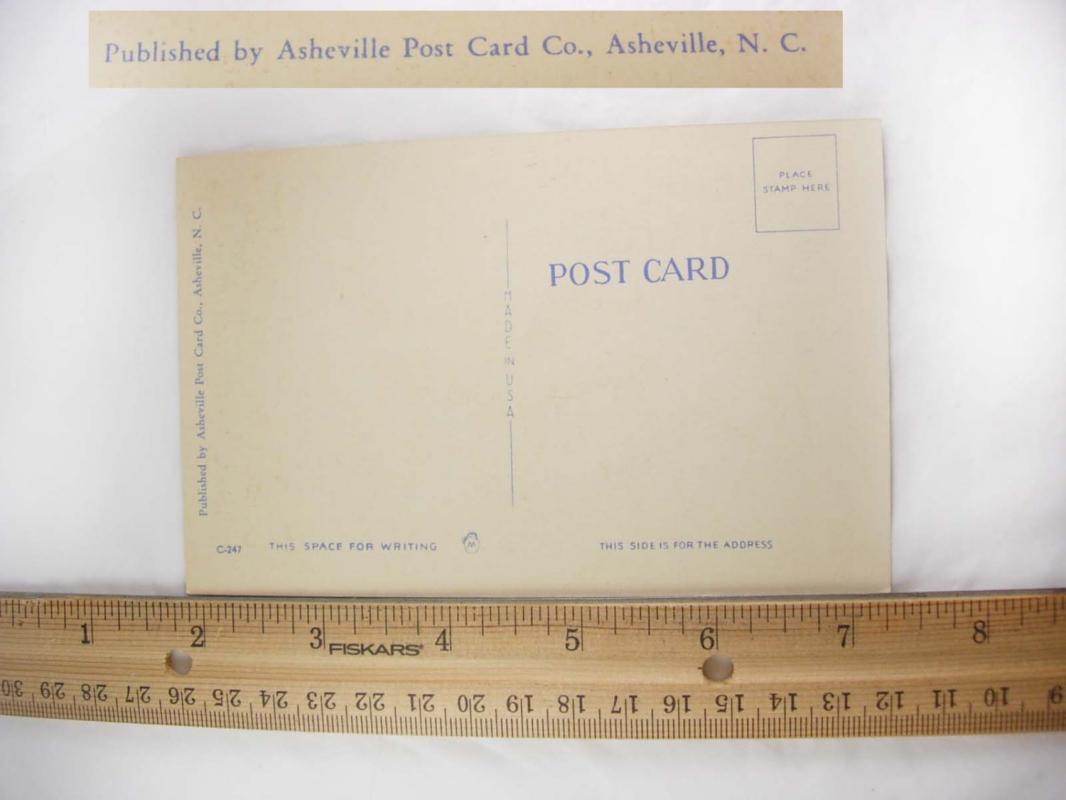 Published by Asheville Post Card Co., Asheville, N. C.
PLACE
STAMP HERE
POST CARD
Published by Asheville Post Card Co., Asheville, N. C.
MADE IN USA
C-247 THIS SPACE FOR WRITING
THIS SIDE IS FOR THE ADDRESS
1 2 3 4 5 6 7 8
FISKARS
30 29 28 27 26 25 24 23 22 21 20 19 18 17 16 15 14 13 12 11 10 9